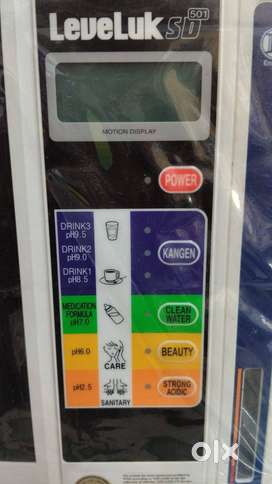 LeveLuk SD 501
MOTION DISPLAY
POWER
DRINK3
pH9.5
DRINK2
pH9.0
KANGEN
DRINK1
pH8.5
MEDICATION
FORMULA
pH7.0
CLEAN
WATER
pH6.0
BEAUTY
CARE
pH2.5
STRONG
ACIDIC
SANITARY
olx